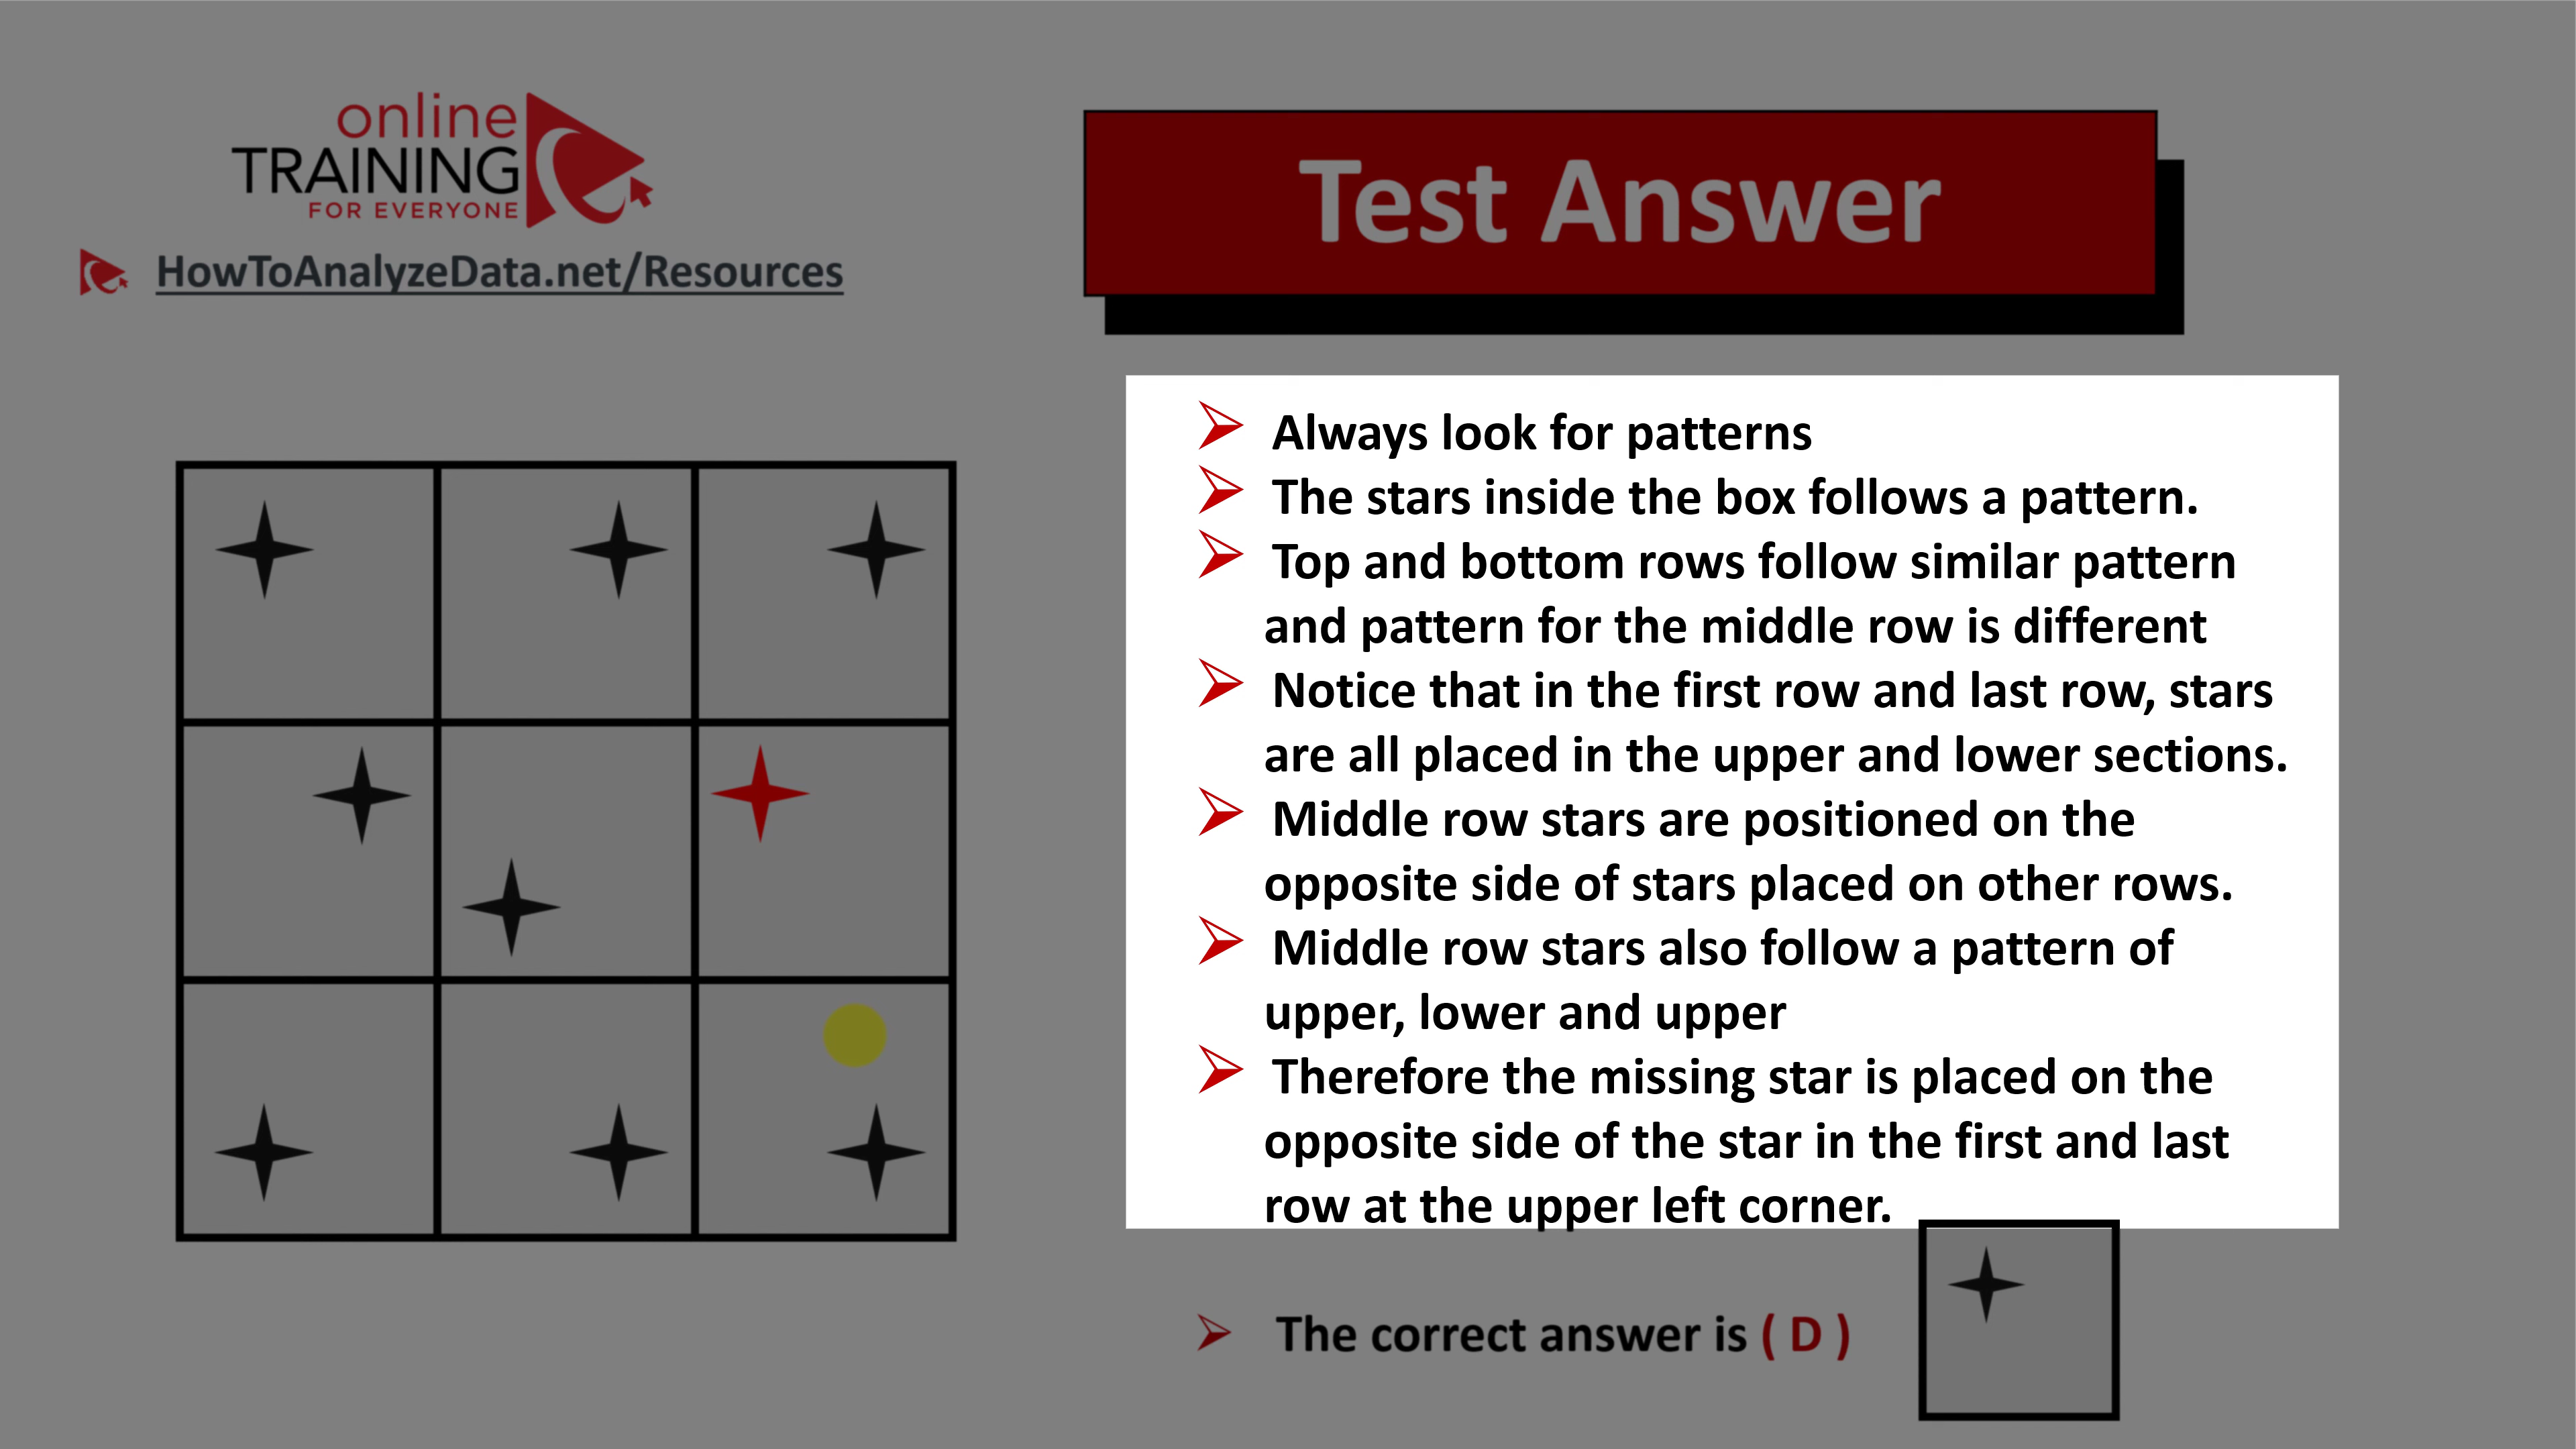 online
TRAINING
FOR EVERYONE
HowToAnalyzeData.net/Resources
Test Answer
Always look for patterns
The stars inside the box follows a pattern.
Top and bottom rows follow similar pattern
and pattern for the middle row is different
Notice that in the first row and last row, stars
are all placed in the upper and lower sections.
Middle row stars are positioned on the
opposite side of stars placed on other rows.
Middle row stars also follow a pattern of
upper, lower and upper
Therefore the missing star is placed on the
opposite side of the star in the first and last
row at the upper left corner.
The correct answer is ( D )